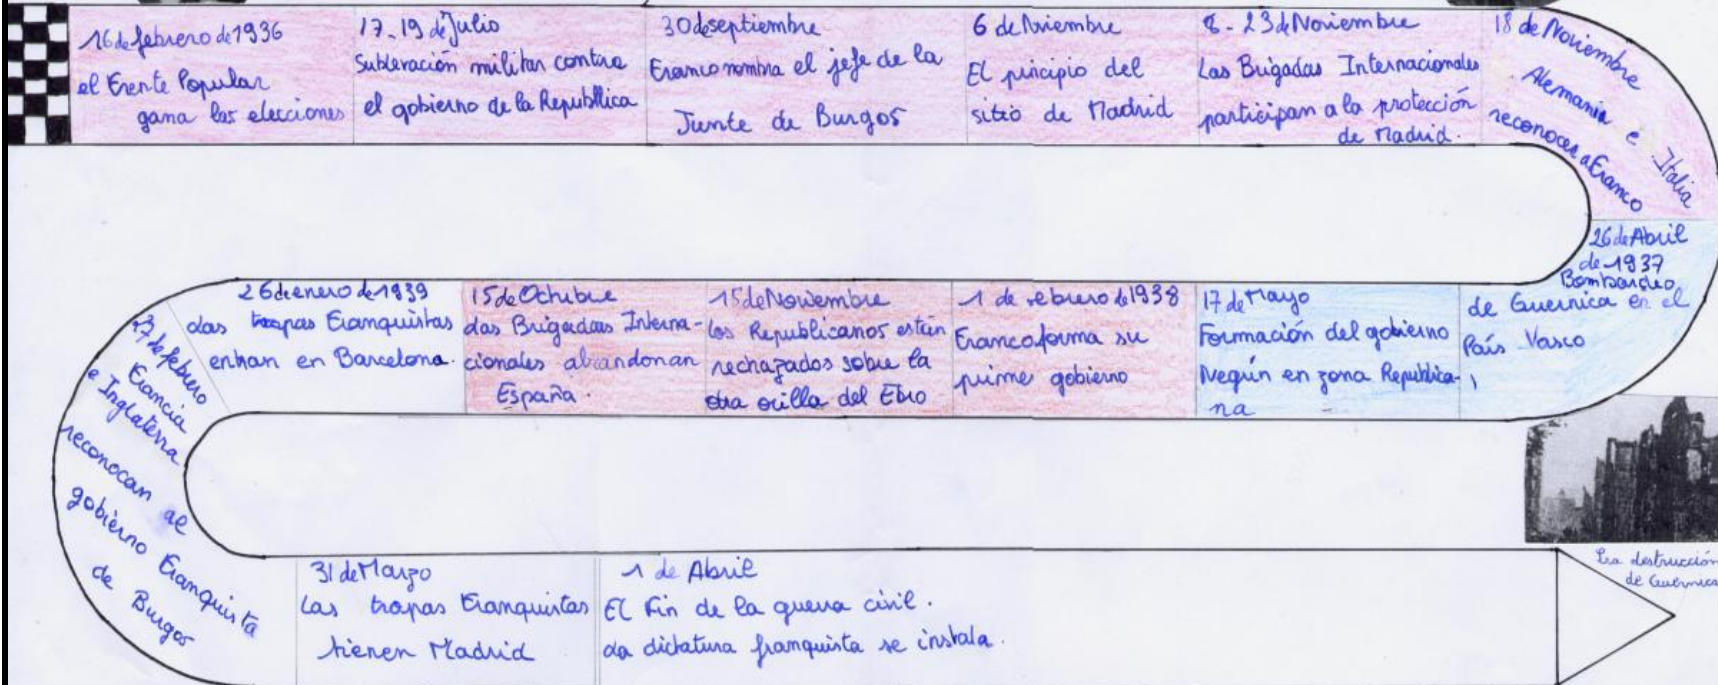 16 de febrero de 1936
el Frente Popular
gana las elecciones
17-19 de Julio
Subleración militar contra
el gobierno de la Republlica
30 de septiembre
Franco nombra el jefe de la
Junte de Burgos
6 de Noviembre
El principio del
sitio de Madrid
8-23 de Noviembre
Las Brigadas Internacionales
participan a la protección
de Madrid.
18 de Noviembre
Alemania e Italia
reconocen a Franco
26 de Abril
de 1937
Bombardeo
de Guernica en el
País Vasco
17 de Mayo
Formación del gobierno
Negrín en zona Republica-
na
1 de febrero de 1938
Franco forma su
primer gobierno
15 de Noviembre
los Republicanos están
rechazados sobre la
otra orilla del Ebro
15 de Octubre
Las Brigadas Interna-
cionales abandonan
España.
26 de enero de 1939
Las tropas Franquistas
entran en Barcelona.
27 de febrero
Francia
e Inglaterra
reconocan al
gobierno Franquista
de Burgos
31 de Marzo
Las tropas Franquistas
tienen Madrid
1 de Abril
El Fin de la guerra civil.
La dictatura franquista se instala.
La destrucción
de Guernica